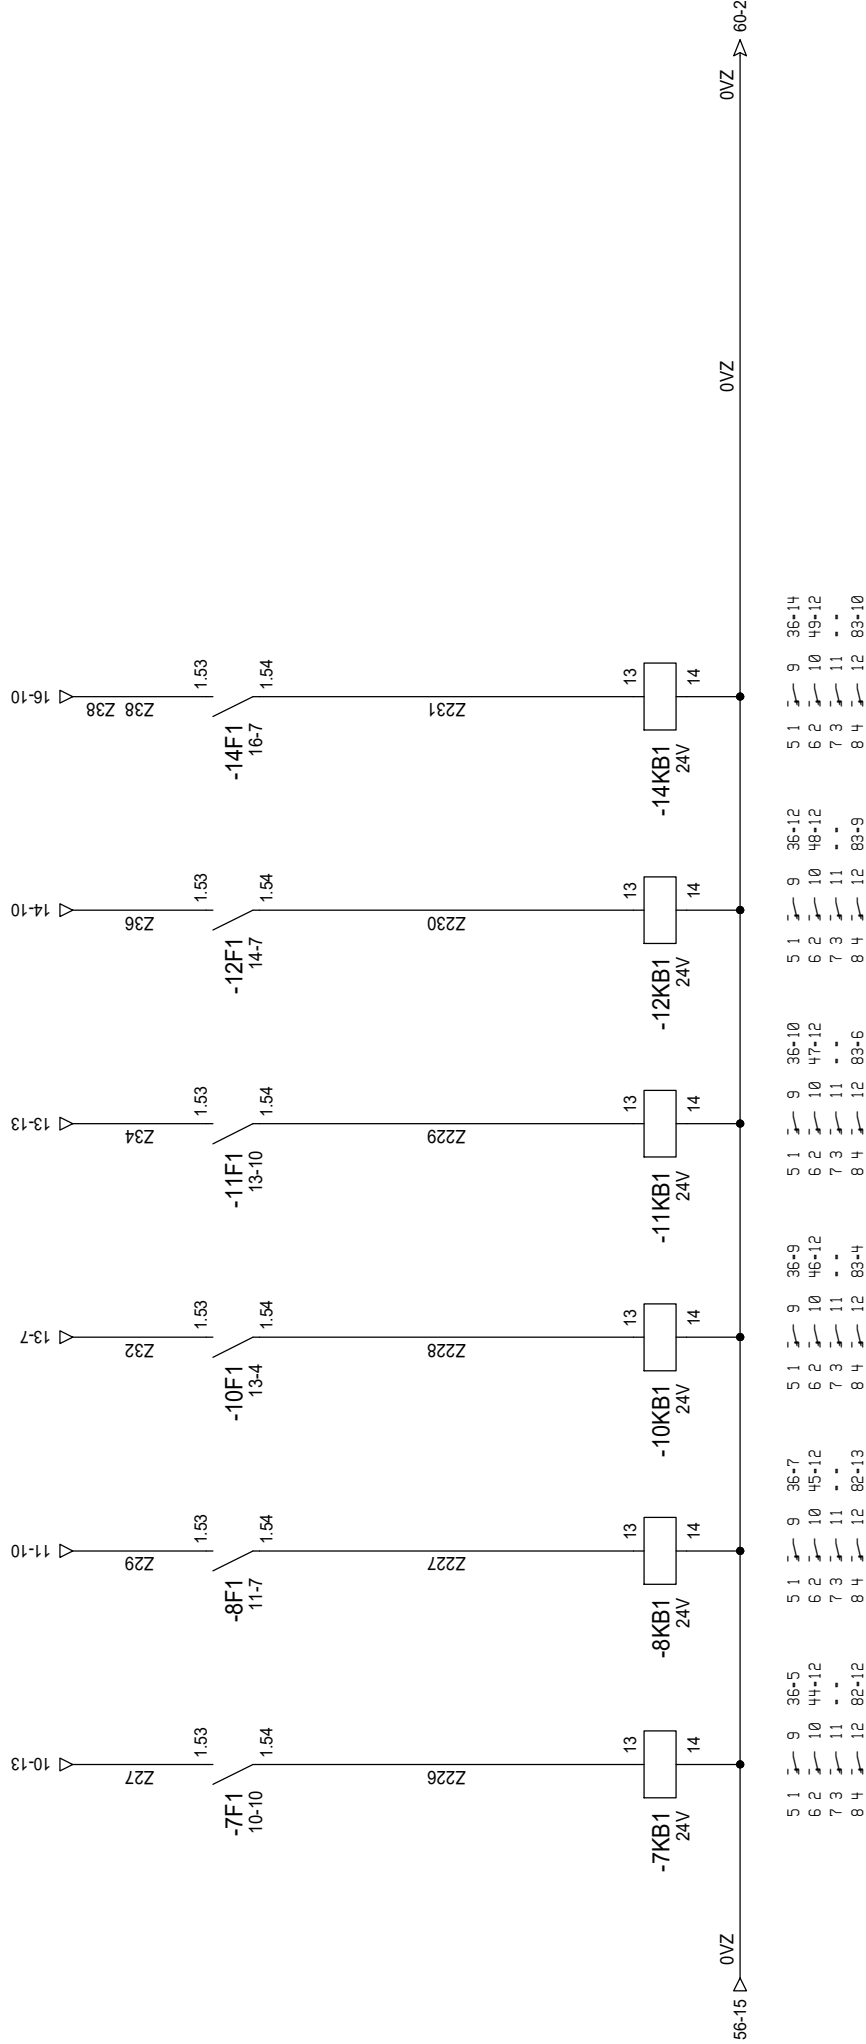 10-13
Z27
1.53
1.54
-7F1
10-10
Z226
13
14
-7KB1
24V
11-10
Z29
1.53
1.54
-8F1
11-7
Z227
13
14
-8KB1
24V
13-7
Z32
1.53
1.54
-10F1
13-4
Z228
13
14
-10KB1
24V
13-13
Z34
1.53
1.54
-11F1
13-10
Z229
13
14
-11KB1
24V
14-10
Z36
1.53
1.54
-12F1
14-7
Z230
13
14
-12KB1
24V
16-10
Z38 Z38
1.53
1.54
-14F1
16-7
Z231
13
14
-14KB1
24V
56-15
0VZ
0VZ
0VZ
60-2
5 1 9 36-5
6 2 10 44-12
7 3 11 - -
8 4 12 82-12
5 1 9 36-7
6 2 10 45-12
7 3 11 - -
8 4 12 82-13
5 1 9 36-9
6 2 10 46-12
7 3 11 - -
8 4 12 83-4
5 1 9 36-10
6 2 10 47-12
7 3 11 - -
8 4 12 83-6
5 1 9 36-12
6 2 10 48-12
7 3 11 - -
8 4 12 83-9
5 1 9 36-14
6 2 10 49-12
7 3 11 - -
8 4 12 83-10